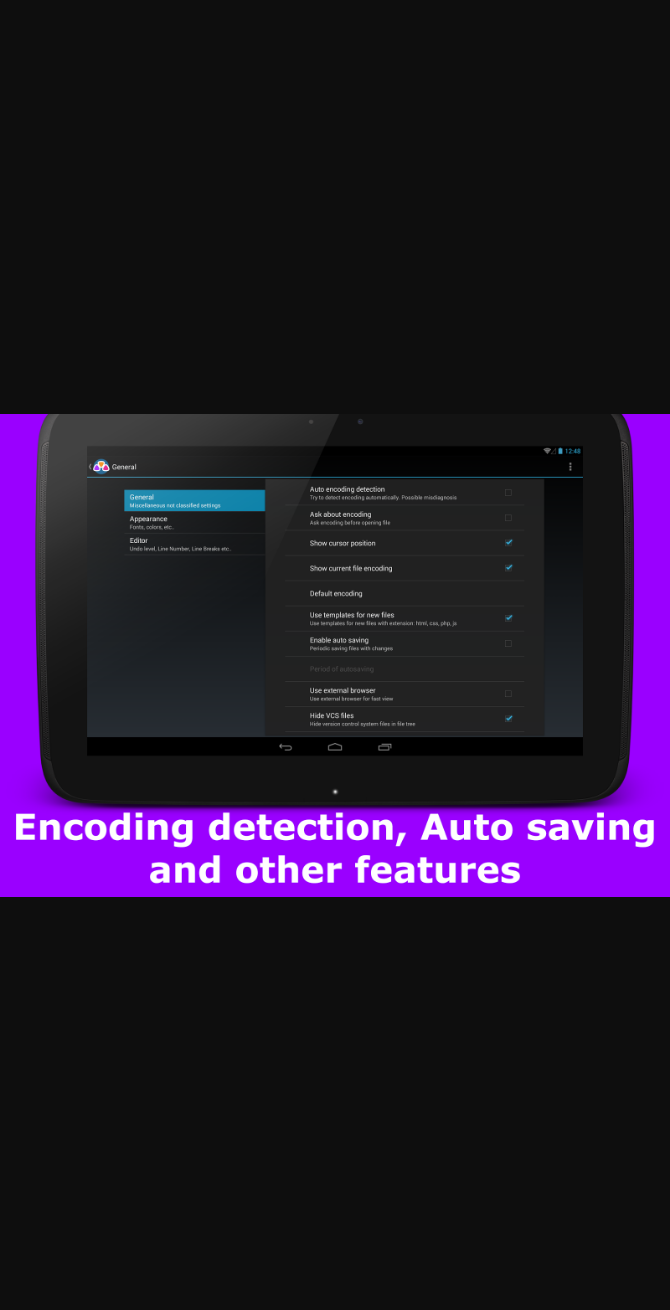 12:48
General
General
Miscellaneous not classified settings
Appearance
Fonts, colors, etc.
Editor
Undo level, Line Number, Line Breaks etc.
Auto encoding detection
Try to detect encoding automatically. Possible misdiagnosis
Ask about encoding
Ask encoding before opening file
Show cursor position
Show current file encoding
Default encoding
Use templates for new files
Use templates for new files with extension: html, css, php, js
Enable auto saving
Periodic saving files with changes
Period of autosaving
Use external browser
Use external browser for fast view
Hide VCS files
Hide version control system files in file tree
Encoding detection, Auto saving
and other features